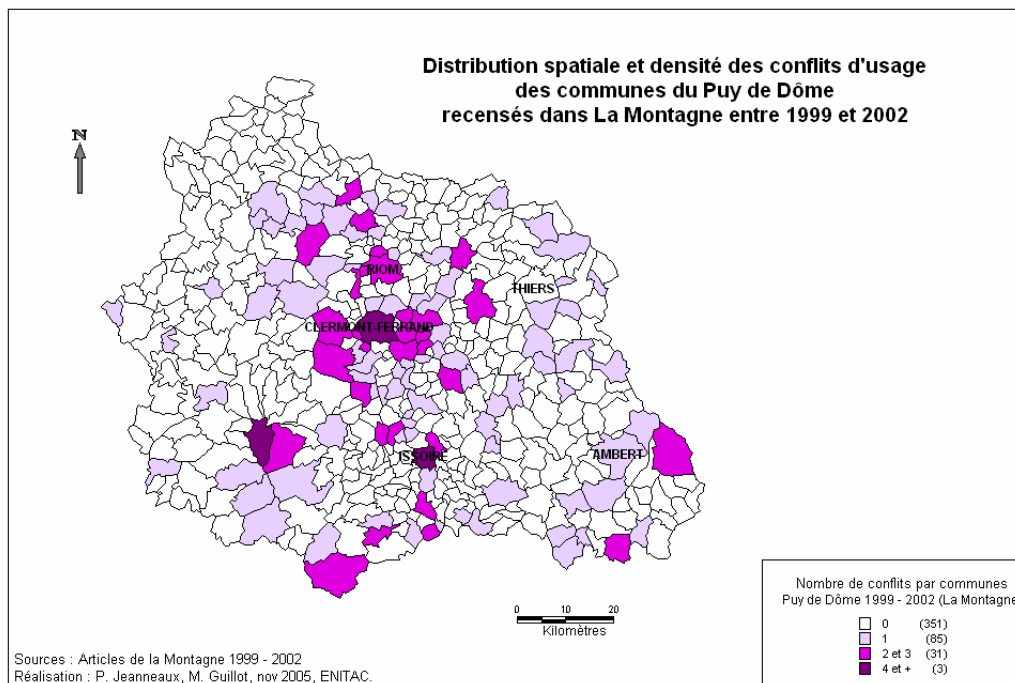 Distribution spatiale et densité des conflits d'usage
des communes du Puy de Dôme
recensés dans La Montagne entre 1999 et 2002
N
RIOM
THIERS
CLERMONT-FERRAND
ISSOIRE
AMBERT
0 10 20
Kilomètres
Nombre de conflits par communes
Puy de Dôme 1999 - 2002 (La Montagne
0 (351)
1 (85)
2 et 3 (31)
4 et + (3)
Sources : Articles de la Montagne 1999 - 2002
Réalisation : P. Jeanneaux, M. Guillot, nov 2005, ENITAC.